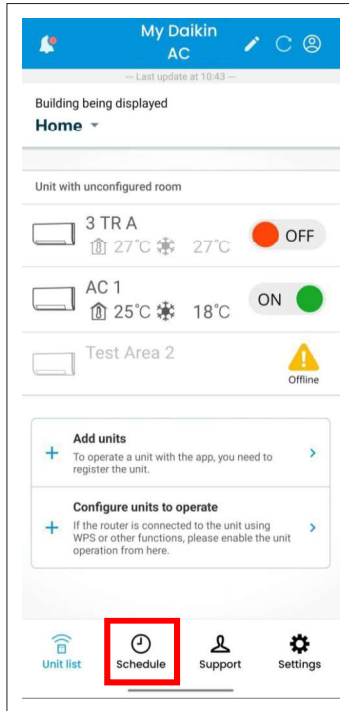 My Daikin
AC
— Last update at 10:43 —
Building being displayed
Home
Unit with unconfigured room
3 TR A
27°C 27°C
OFF
AC 1
25°C 18°C
ON
Test Area 2
Offline
Add units
To operate a unit with the app, you need to
register the unit.
Configure units to operate
If the router is connected to the unit using
WPS or other functions, please enable the unit
operation from here.
Unit list Schedule Support Settings